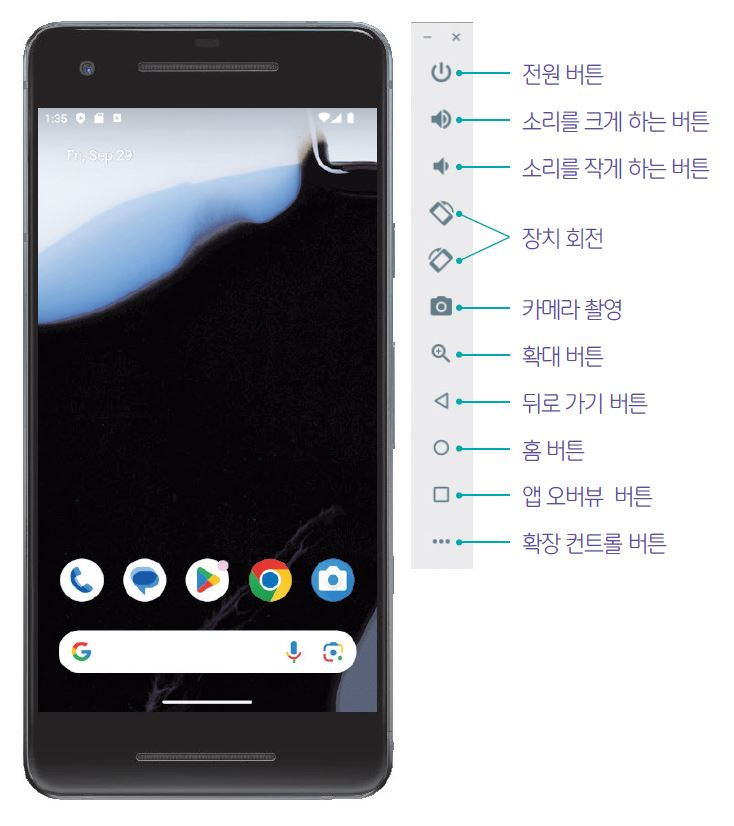 1:35
Fri, Sep 29
전원 버튼
소리를 크게 하는 버튼
소리를 작게 하는 버튼
장치 회전
카메라 촬영
확대 버튼
뒤로 가기 버튼
홈 버튼
앱 오버뷰 버튼
확장 컨트롤 버튼